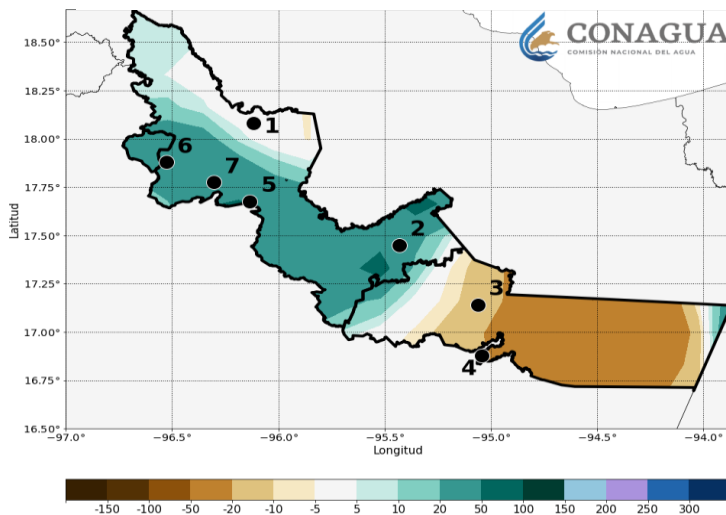 CONAGUA
COMISIÓN NACIONAL DEL AGUA
18.50°
18.25°
18.00°
17.75°
17.50°
17.25°
17.00°
16.75°
16.50°
Latitud
1
6
7
5
2
3
4
−97.0° −96.5° −96.0° −95.5° −95.0° −94.5° −94.0°
Longitud
-150 -100 -50 -20 -10 -5 5 10 20 50 100 150 200 250 300